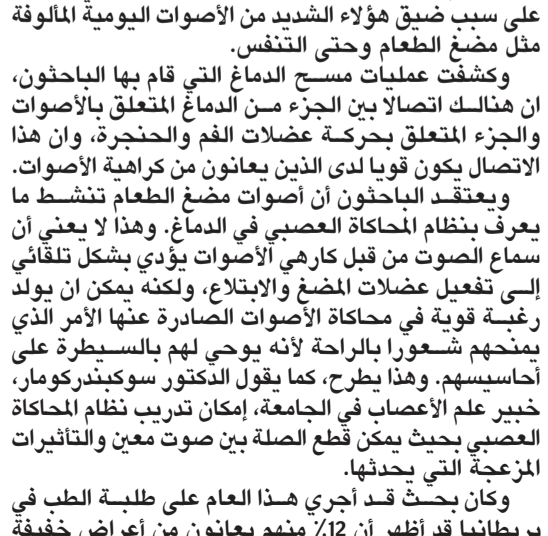 على سبب ضيق هؤلاء الشديد من الأصوات اليومية المألوفة
مثل مضغ الطعام وحتى التنفس.
وكشفت عمليات مسح الدماغ التي قام بها الباحثون،
ان هنالك اتصالا بين الجزء من الدماغ المتعلق بالأصوات
والجزء المتعلق بحركة عضلات الفم والحنجرة، وان هذا
الاتصال يكون قويا لدى الذين يعانون من كراهية الأصوات.
ويعتقد الباحثون أن أصوات مضغ الطعام تنشط ما
يعرف بنظام المحاكاة العصبي في الدماغ. وهذا لا يعني أن
سماع الصوت من قبل كارهي الأصوات يؤدي بشكل تلقائي
إلى تفعيل عضلات المضغ والابتلاع، ولكنه يمكن ان يولد
رغبة قوية في محاكاة الأصوات الصادرة عنها الأمر الذي
يمنحهم شعورا بالراحة لأنه يوحي لهم بالسيطرة على
أحاسيسهم. وهذا يطرح، كما يقول الدكتور سوكبندركومار،
خبير علم الأعصاب في الجامعة، إمكان تدريب نظام المحاكاة
العصبي بحيث يمكن قطع الصلة بين صوت معين والتأثيرات
المزعجة التي يحدثها.
وكان بحث قد أجري هذا العام على طلبة الطب في
بريطانيا قد أظهر أن 12٪ منهم يعانون من أعراض خفيفة